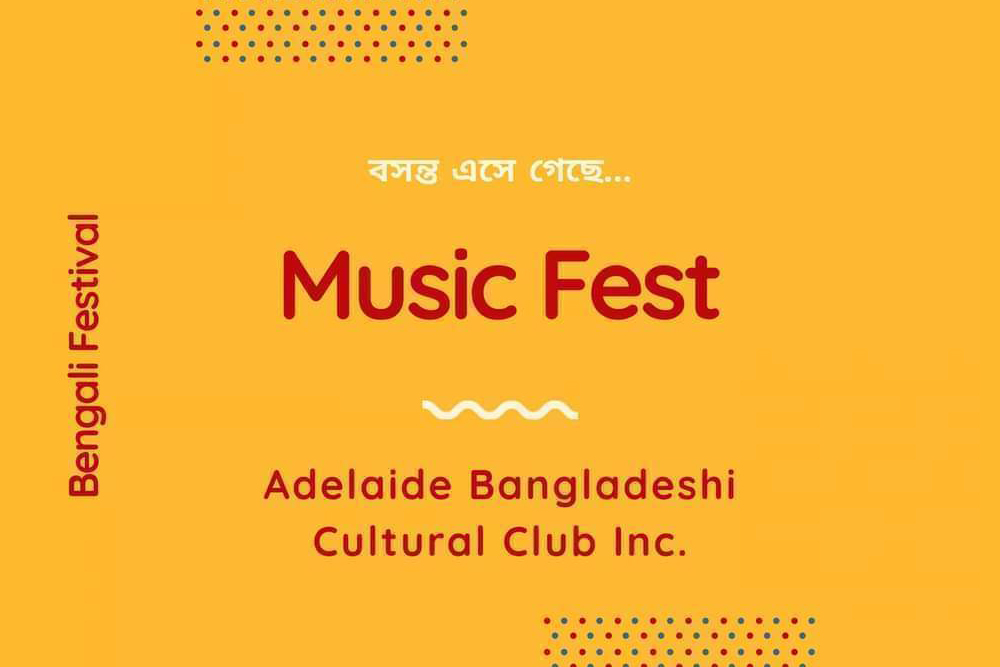 বসন্ত এসে গেছে...
Music Fest
Bengali Festival
Adelaide Bangladeshi
Cultural Club Inc.